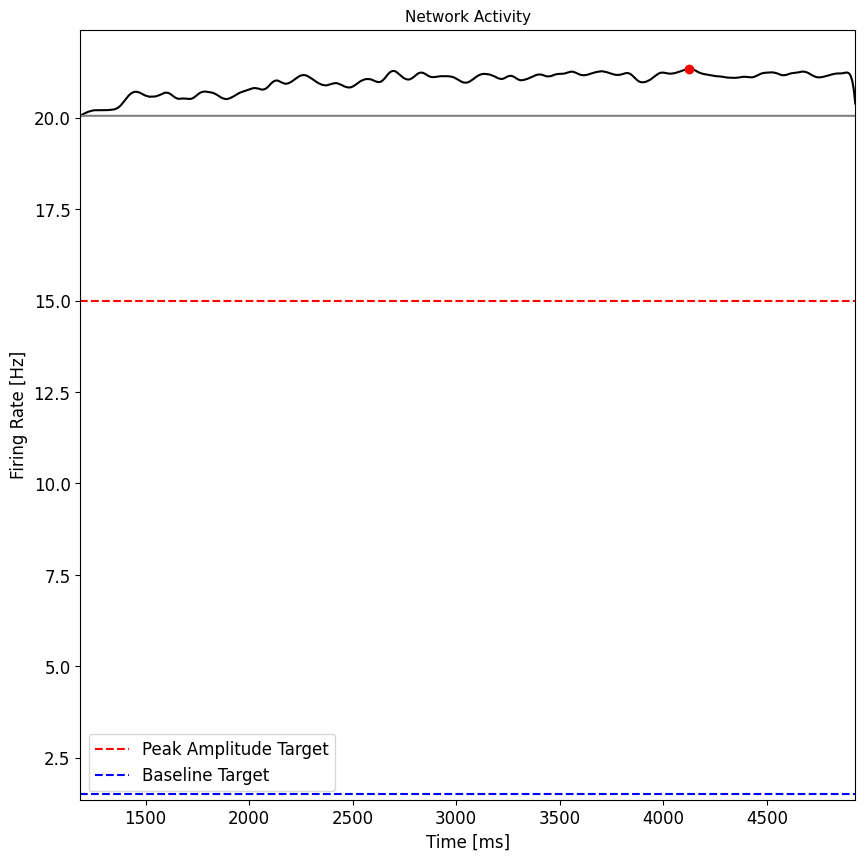 Network Activity
20.0
17.5
15.0
12.5
10.0
7.5
5.0
2.5
Firing Rate [Hz]
Peak Amplitude Target
Baseline Target
1500 2000 2500 3000 3500 4000 4500
Time [ms]